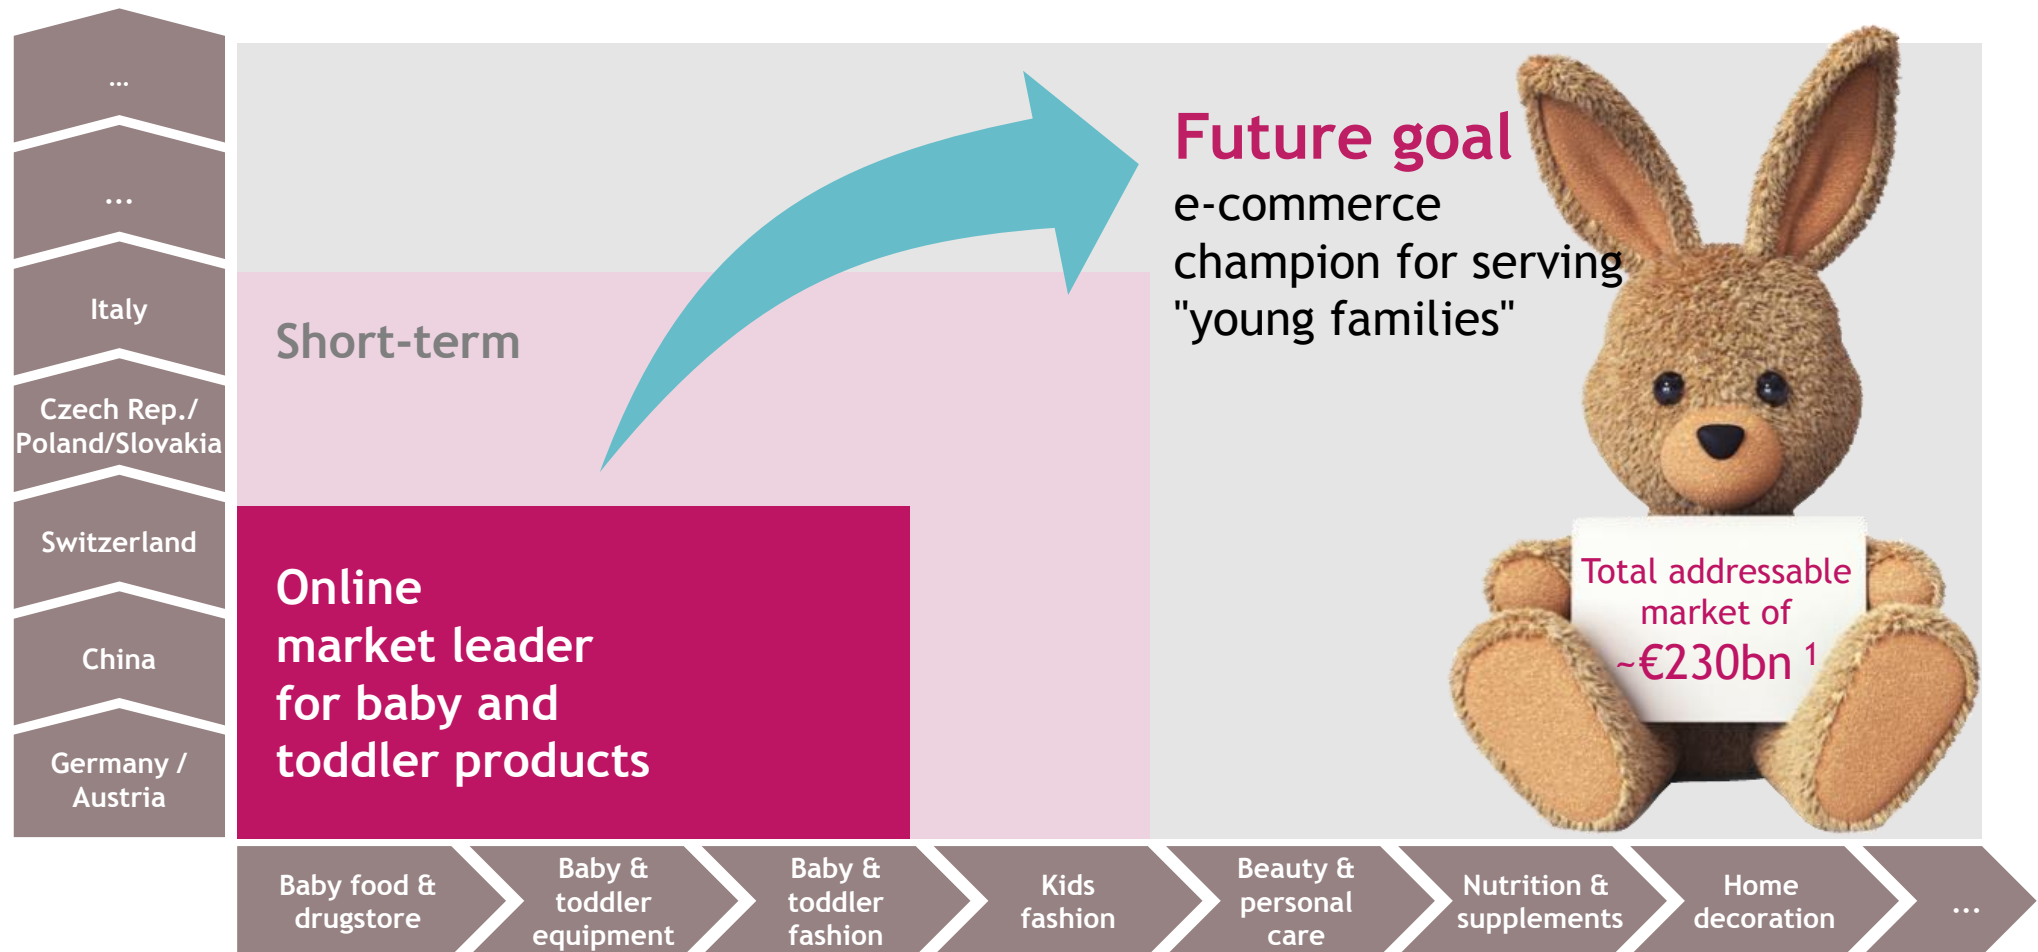 ...
...
Italy
Czech Rep./
Poland/Slovakia
Switzerland
China
Germany /
Austria
Short-term
Online
market leader
for baby and
toddler products
Future goal
e-commerce
champion for serving
"young families"
Total addressable
market of
~€230bn 1
Baby food &
drugstore
Baby &
toddler
equipment
Baby &
toddler
fashion
Kids
fashion
Beauty &
personal
care
Nutrition &
supplements
Home
decoration
...